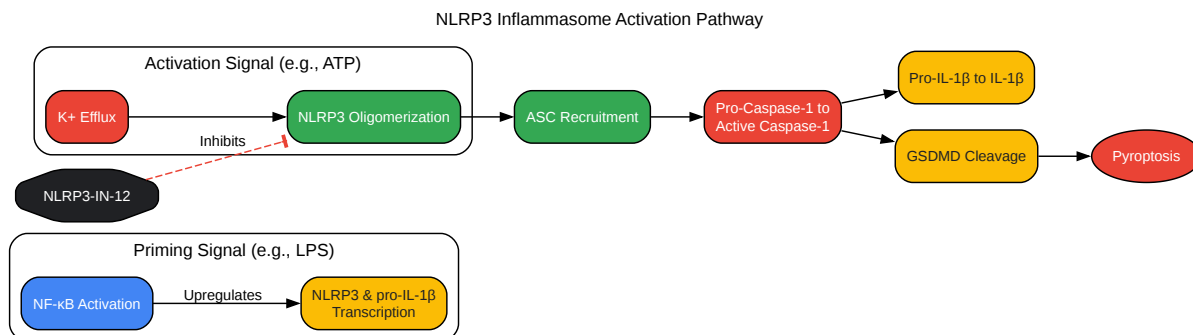 NLRP3 Inflammasome Activation Pathway
Activation Signal (e.g., ATP)
K+ Efflux
NLRP3 Oligomerization
ASC Recruitment
Pro-Caspase-1 to
Active Caspase-1
Pro-IL-1β to IL-1β
GSDMD Cleavage
Pyroptosis
Inhibits
NLRP3-IN-12
Priming Signal (e.g., LPS)
NF-κB Activation
Upregulates
NLRP3 & pro-IL-1β
Transcription